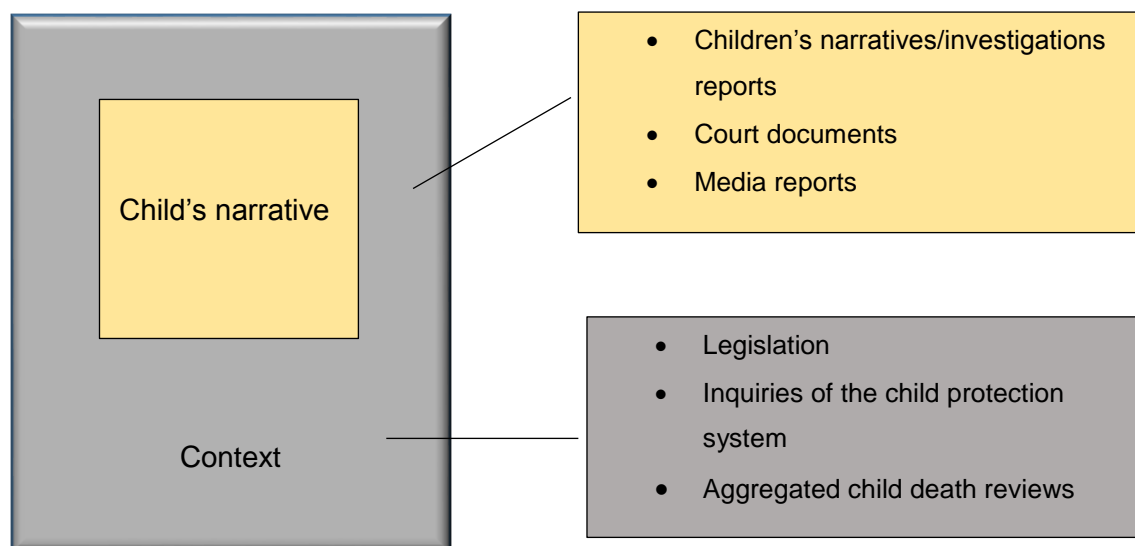 Child’s narrative
Context
• Children’s narratives/investigations
reports
• Court documents
• Media reports
• Legislation
• Inquiries of the child protection
system
• Aggregated child death reviews